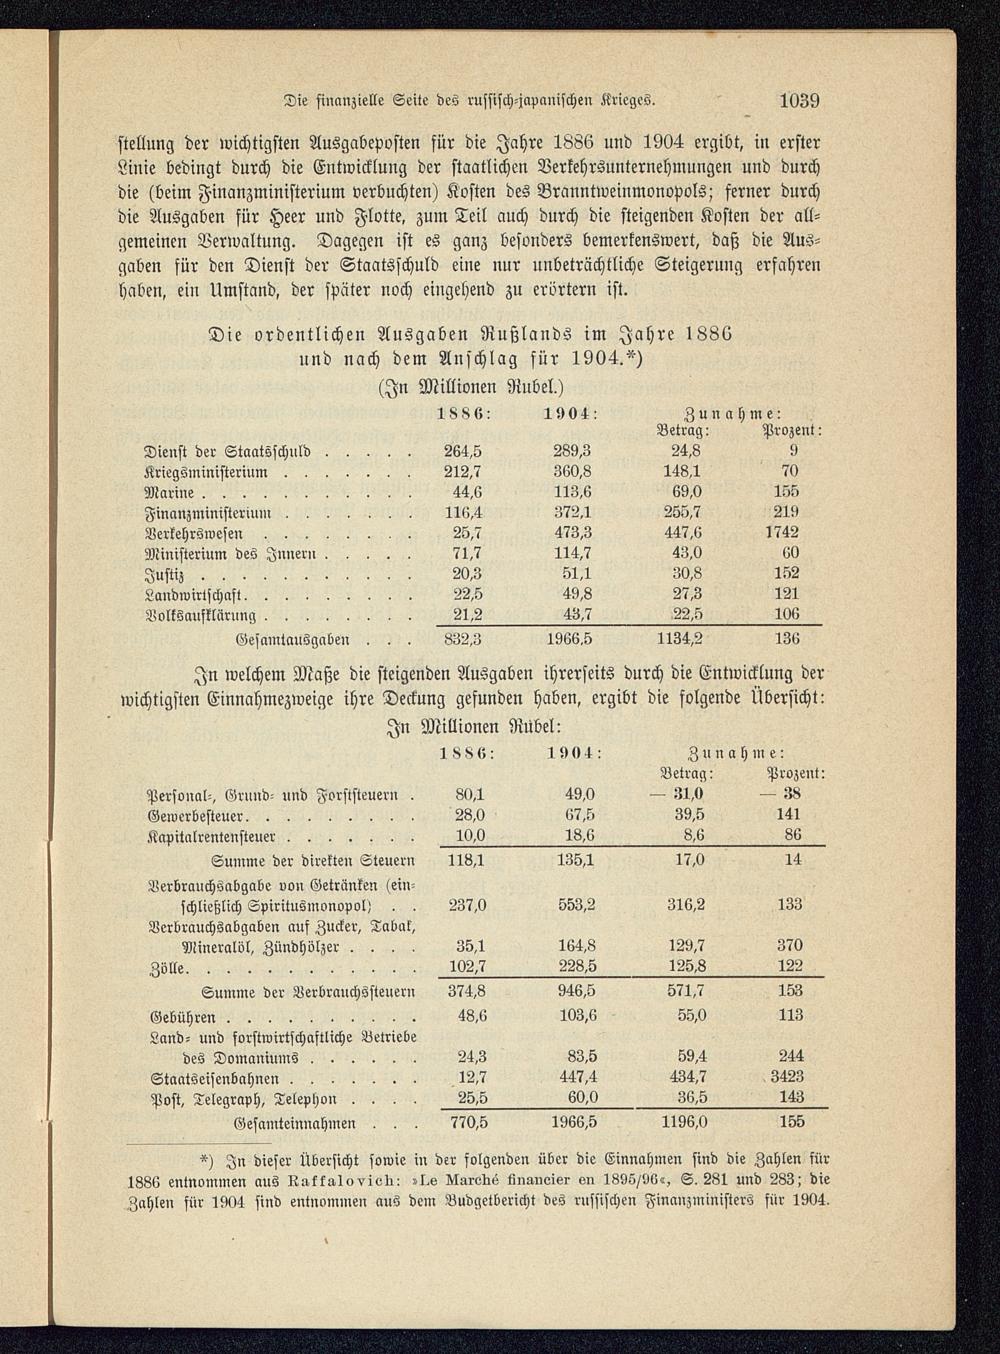 Die finanzielle Seite des russisch-japanischen Krieges. 1039
stellung der wichtigsten Ausgabeposten für die Jahre 1886 und 1904 ergibt, in erster
Linie bedingt durch die Entwicklung der staatlichen Verkehrsunternehmungen und durch
die (beim Finanzministerium verbuchten) Kosten des Branntweinmonopols; ferner durch
die Ausgaben für Heer und Flotte, zum Teil auch durch die steigenden Kosten der all-
gemeinen Verwaltung. Dagegen ist es ganz besonders bemerkenswert, daß die Aus-
gaben für den Dienst der Staatsschuld eine nur unbeträchtliche Steigerung erfahren
haben, ein Umstand, der später noch eingehend zu erörtern ist.
Die ordentlichen Ausgaben Rußlands im Jahre 1886
und nach dem Anschlag für 1904.*)
(In Millionen Rubel.)
1886: 1904: Zunahme:
Betrag: Prozent:
Dienst der Staatsschuld . . . . . 264,5 289,3 24,8 9
Kriegsministerium . . . . . . . 212,7 360,8 148,1 70
Marine . . . . . . . . . . . 44,6 113,6 69,0 155
Finanzministerium . . . . . . . 116,4 372,1 255,7 219
Verkehrswesen . . . . . . . . 25,7 473,3 447,6 1742
Ministerium des Innern . . . . . 71,7 114,7 43,0 60
Justiz . . . . . . . . . . . 20,3 51,1 30,8 152
Landwirtschaft. . . . . . . . . 22,5 49,8 27,3 121
Volksaufklärung . . . . . . . . 21,2 43,7 22,5 106
Gesamtausgaben . . . 832,3 1966,5 1134,2 136
In welchem Maße die steigenden Ausgaben ihrerseits durch die Entwicklung der
wichtigsten Einnahmezweige ihre Deckung gefunden haben, ergibt die folgende Übersicht:
In Millionen Rubel:
1886: 1904: Zunahme:
Betrag: Prozent:
Personal-, Grund- und Forststeuern . 80,1 49,0 — 31,0 — 38
Gewerbesteuer. . . . . . . . . 28,0 67,5 39,5 141
Kapitalrentensteuer . . . . . . . 10,0 18,6 8,6 86
Summe der direkten Steuern 118,1 135,1 17,0 14
Verbrauchsabgabe von Getränken (ein-
schließlich Spiritusmonopol) . . 237,0 553,2 316,2 133
Verbrauchsabgaben auf Zucker, Tabak,
Mineralöl, Zündhölzer . . . . 35,1 164,8 129,7 370
Zölle. . . . . . . . . . . . 102,7 228,5 125,8 122
Summe der Verbrauchssteuern 374,8 946,5 571,7 153
Gebühren . . . . . . . . . . 48,6 103,6 55,0 113
Land- und forstwirtschaftliche Betriebe
des Domaniums . . . . . . 24,3 83,5 59,4 244
Staatseisenbahnen . . . . . . . 12,7 447,4 434,7 3423
Post, Telegraph, Telephon . . . . 25,5 60,0 36,5 143
Gesamteinnahmen . . . 770,5 1966,5 1196,0 155
*) In dieser Übersicht sowie in der folgenden über die Einnahmen sind die Zahlen für
1886 entnommen aus Raffalovich: »Le Marché financier en 1895/96«, S. 281 und 283; die
Zahlen für 1904 sind entnommen aus dem Budgetbericht des russischen Finanzministers für 1904.